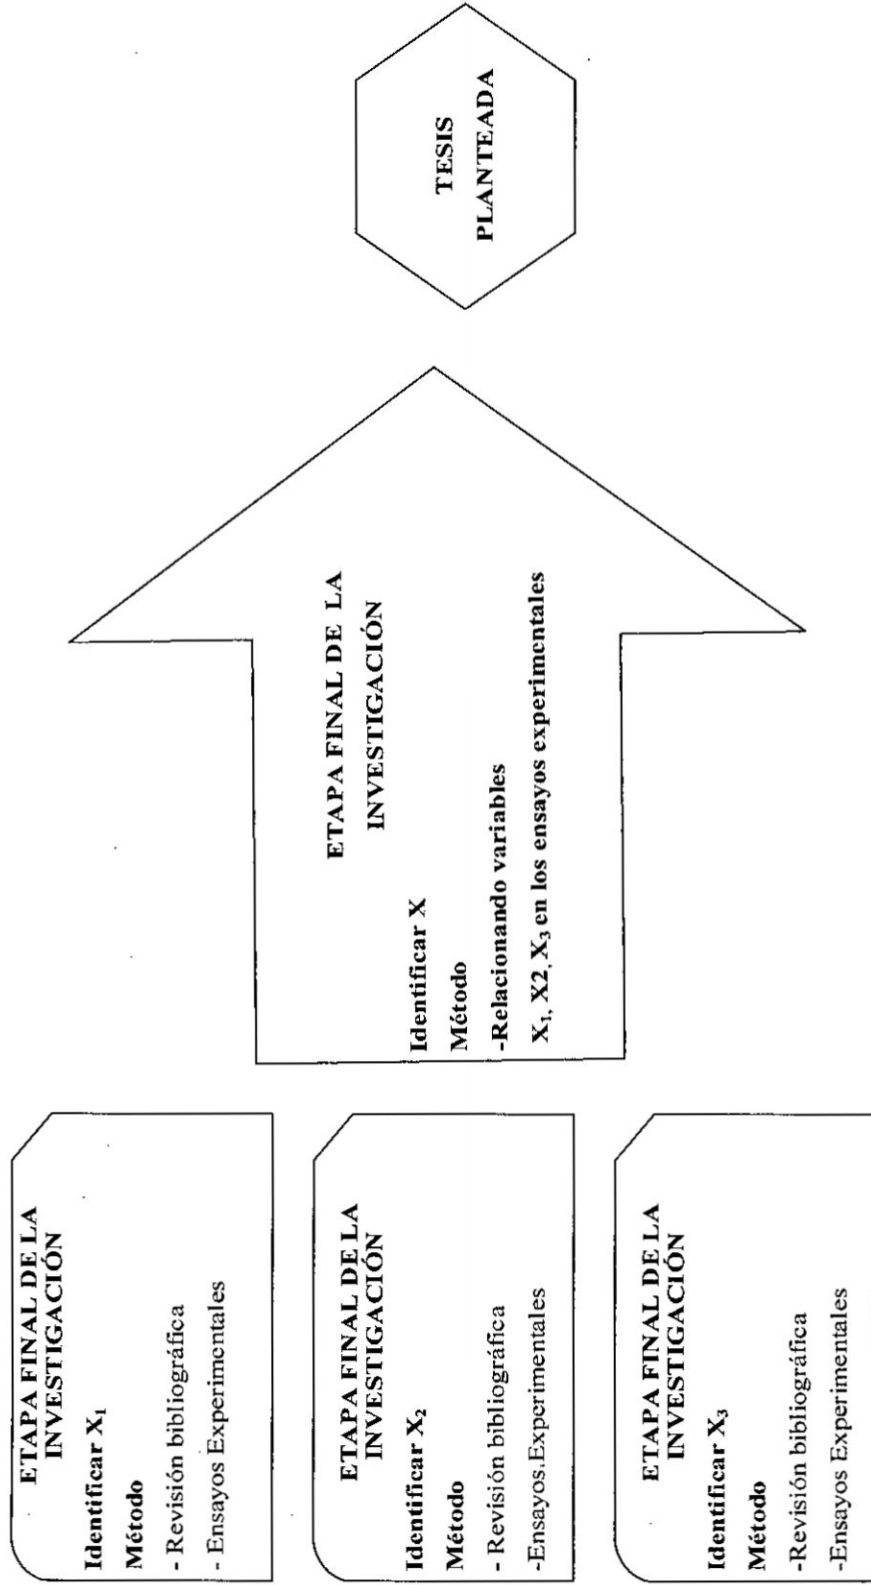 ETAPA FINAL DE LA
INVESTIGACIÓN
Identificar X₁
Método
- Revisión bibliográfica
- Ensayos Experimentales
ETAPA FINAL DE LA
INVESTIGACIÓN
Identificar X₂
Método
- Revisión bibliográfica
-Ensayos.Experimentales
ETAPA FINAL DE LA
INVESTIGACIÓN
Identificar X₃
Método
-Revisión bibliográfica
-Ensayos Experimentales
ETAPA FINAL DE LA
INVESTIGACIÓN
Identificar X
Método
-Relacionando variables
X₁, X2, X₃ en los ensayos experimentales
TESIS
PLANTEADA